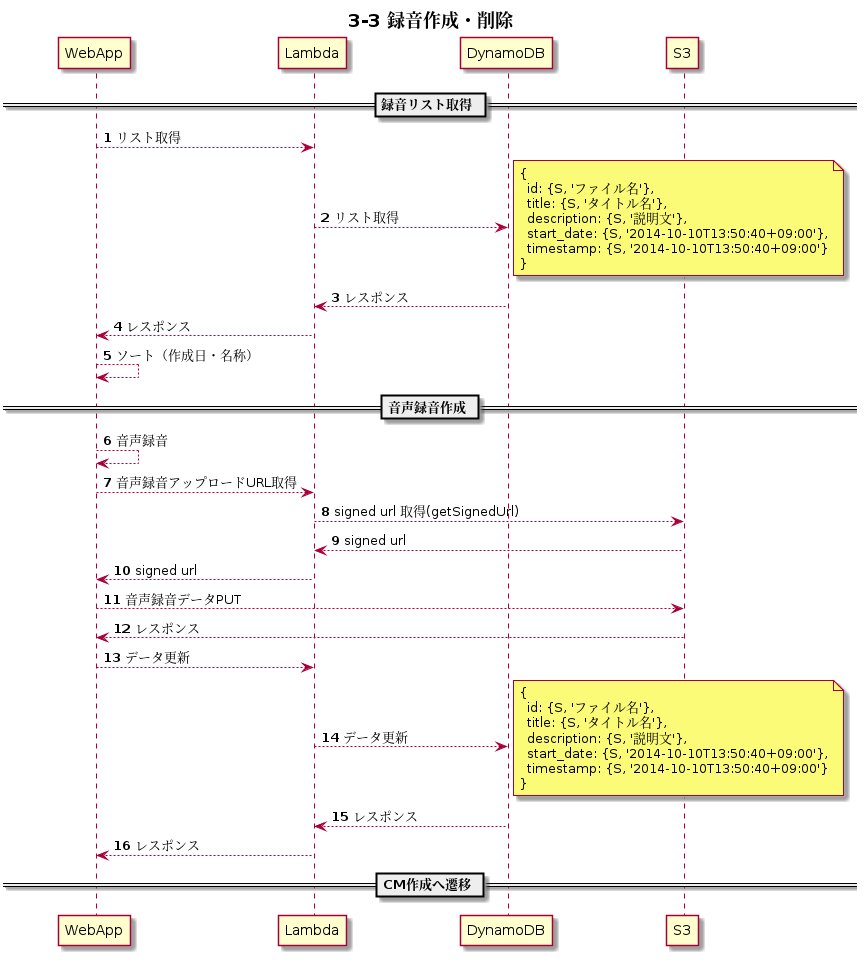 3-3 録音作成・削除
WebApp
Lambda
DynamoDB
S3
録音リスト取得
1 リスト取得
{
id: {S, 'ファイル名'},
title: {S, 'タイトル名'},
description: {S, '説明文'},
start_date: {S, '2014-10-10T13:50:40+09:00'},
timestamp: {S, '2014-10-10T13:50:40+09:00'}
}
2 リスト取得
3 レスポンス
4 レスポンス
5 ソート（作成日・名称）
音声録音作成
6 音声録音
7 音声録音アップロードURL取得
8 signed url 取得(getSignedUrl)
9 signed url
10 signed url
11 音声録音データPUT
12 レスポンス
13 データ更新
{
id: {S, 'ファイル名'},
title: {S, 'タイトル名'},
description: {S, '説明文'},
start_date: {S, '2014-10-10T13:50:40+09:00'},
timestamp: {S, '2014-10-10T13:50:40+09:00'}
}
14 データ更新
15 レスポンス
16 レスポンス
CM作成へ遷移
WebApp
Lambda
DynamoDB
S3